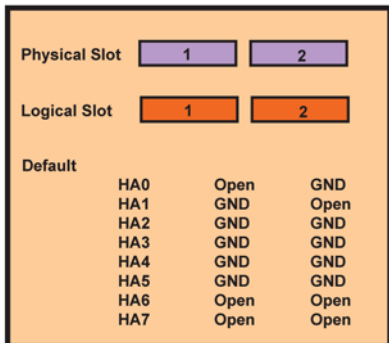 Physical Slot 1 2
Logical Slot 1 2
Default
HA0 Open GND
HA1 GND Open
HA2 GND GND
HA3 GND GND
HA4 GND GND
HA5 GND GND
HA6 Open Open
HA7 Open Open